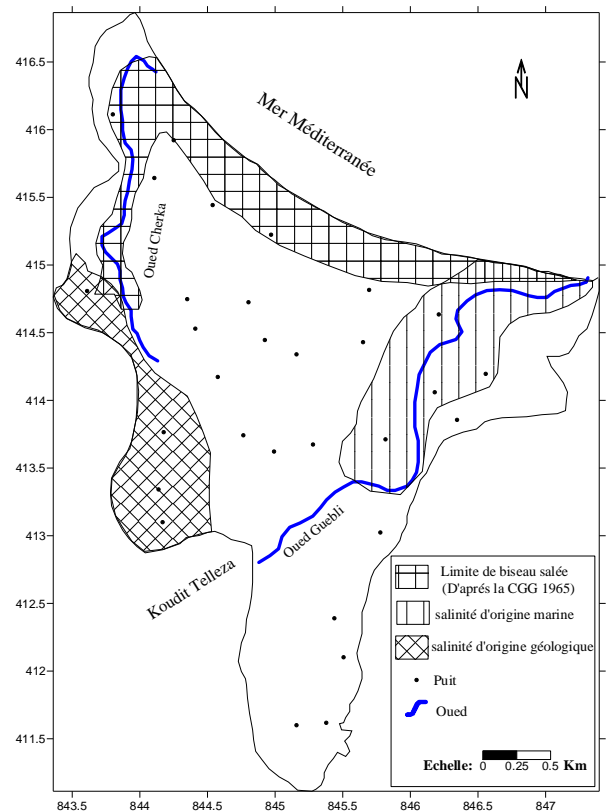 416.5
416
415.5
415
414.5
414
413.5
413
412.5
412
411.5
843.5 844 844.5 845 845.5 846 846.5 847
N
Mer Méditerranée
Oued Cherka
Oued Guebli
Koudit Telleza
Limite de biseau salée
(D'aprés la CGG 1965)
salinité d'origine marine
salinité d'origine géologique
Puit
Oued
Echelle: 0 0.25 0.5 Km